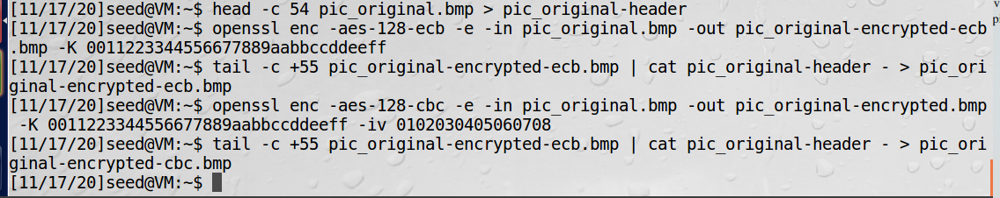 [11/17/20]seed@VM:~$ head -c 54 pic_original.bmp > pic_original-header
[11/17/20]seed@VM:~$ openssl enc -aes-128-ecb -e -in pic_original.bmp -out pic_original-encrypted-ecb
.bmp -K 00112233445566778899aabbccddeeff
[11/17/20]seed@VM:~$ tail -c +55 pic_original-encrypted-ecb.bmp | cat pic_original-header - > pic_ori
ginal-encrypted-ecb.bmp
[11/17/20]seed@VM:~$ openssl enc -aes-128-cbc -e -in pic_original.bmp -out pic_original-encrypted.bmp
 -K 00112233445566778899aabbccddeeff -iv 0102030405060708
[11/17/20]seed@VM:~$ tail -c +55 pic_original-encrypted-ecb.bmp | cat pic_original-header - > pic_ori
ginal-encrypted-cbc.bmp
[11/17/20]seed@VM:~$